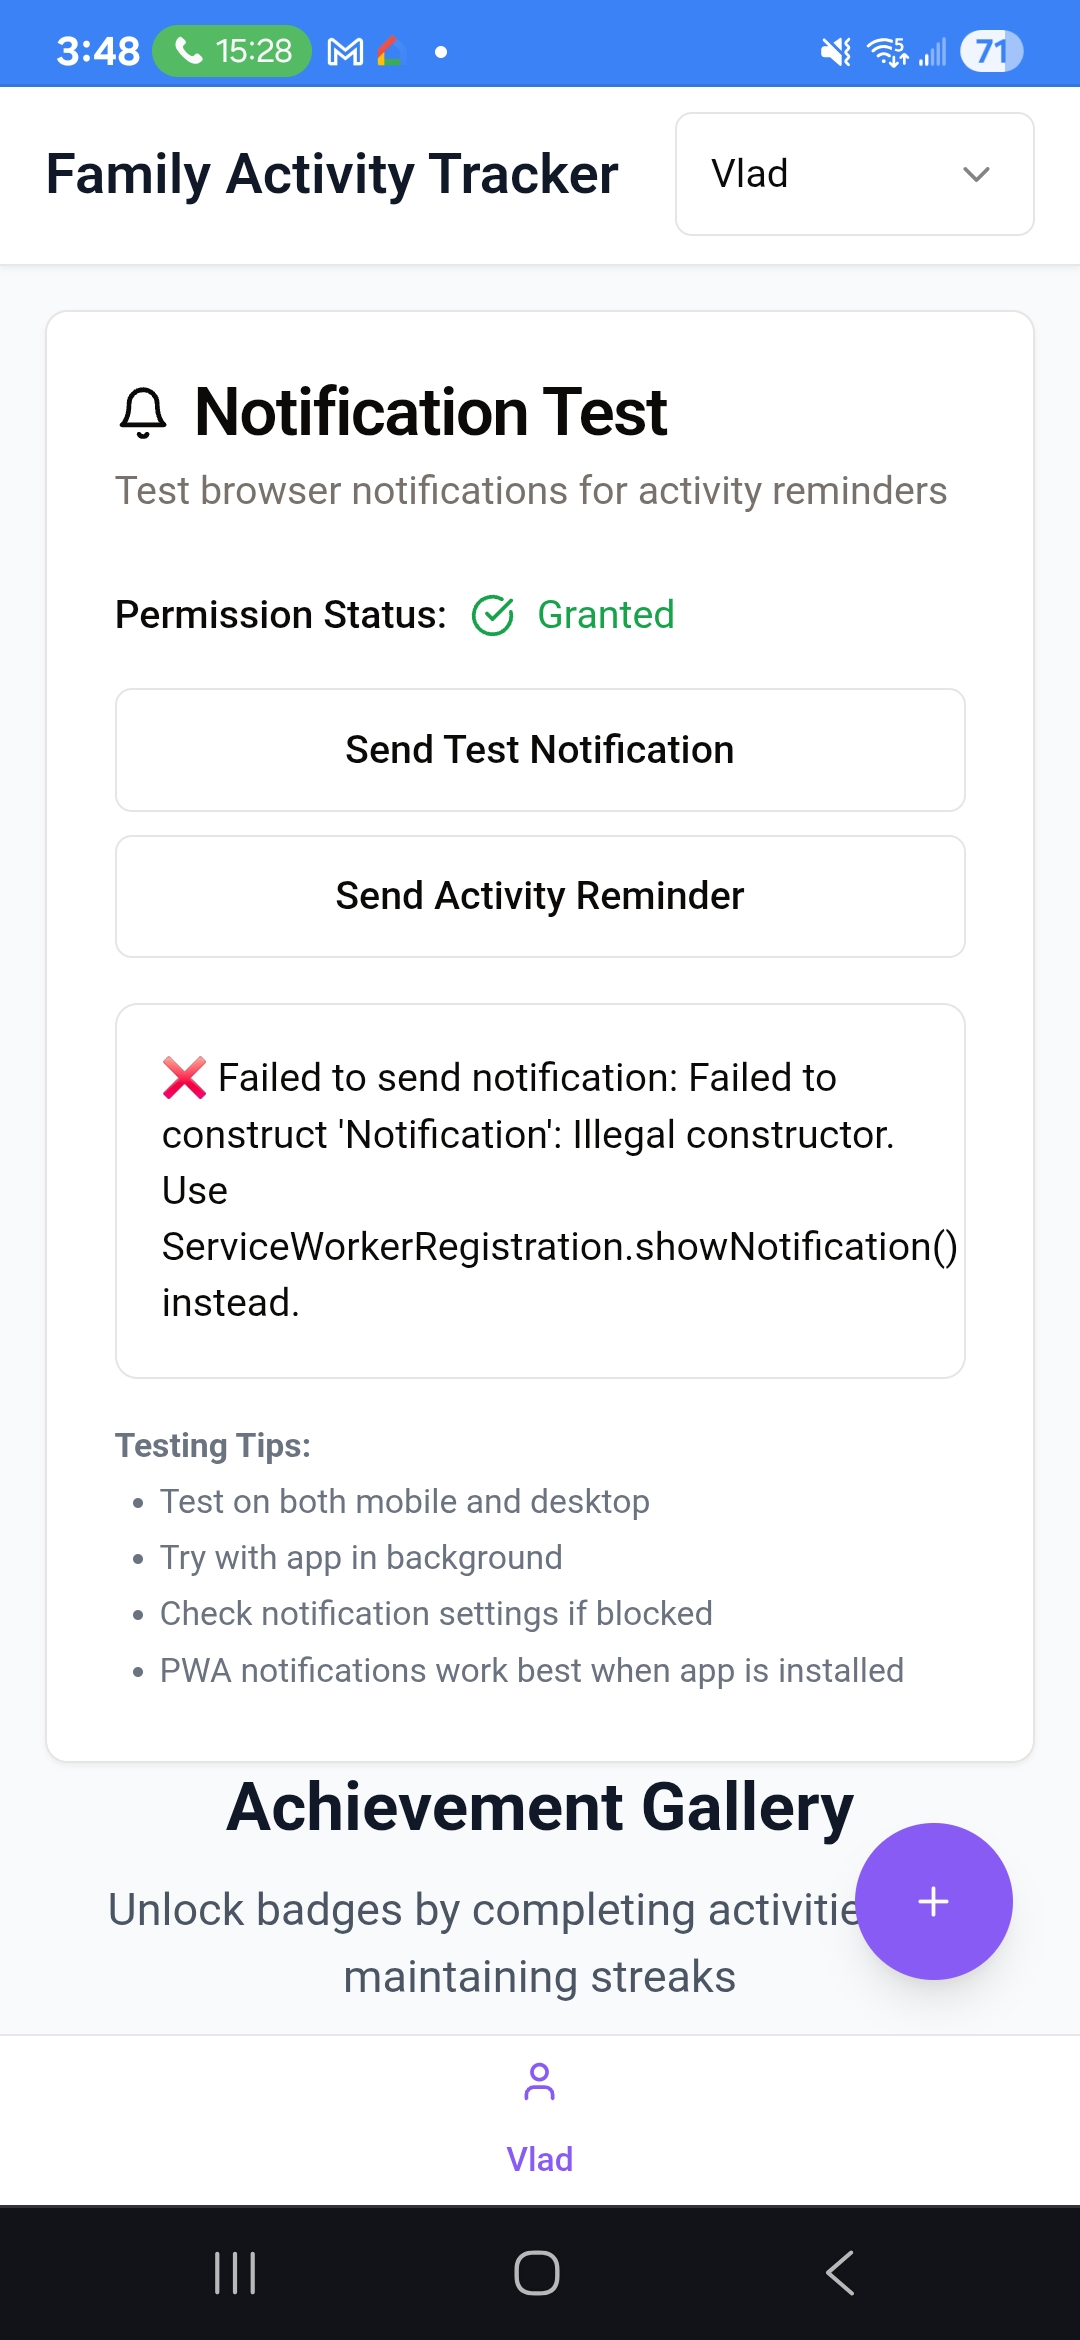 3:48 15:28 5 71
Family Activity Tracker
Vlad
Notification Test
Test browser notifications for activity reminders
Permission Status: Granted
Send Test Notification
Send Activity Reminder
❌ Failed to send notification: Failed to
construct 'Notification': Illegal constructor.
Use
ServiceWorkerRegistration.showNotification()
instead.
Testing Tips:
• Test on both mobile and desktop
• Try with app in background
• Check notification settings if blocked
• PWA notifications work best when app is installed
Achievement Gallery
Unlock badges by completing
maintaining streaks
Vlad